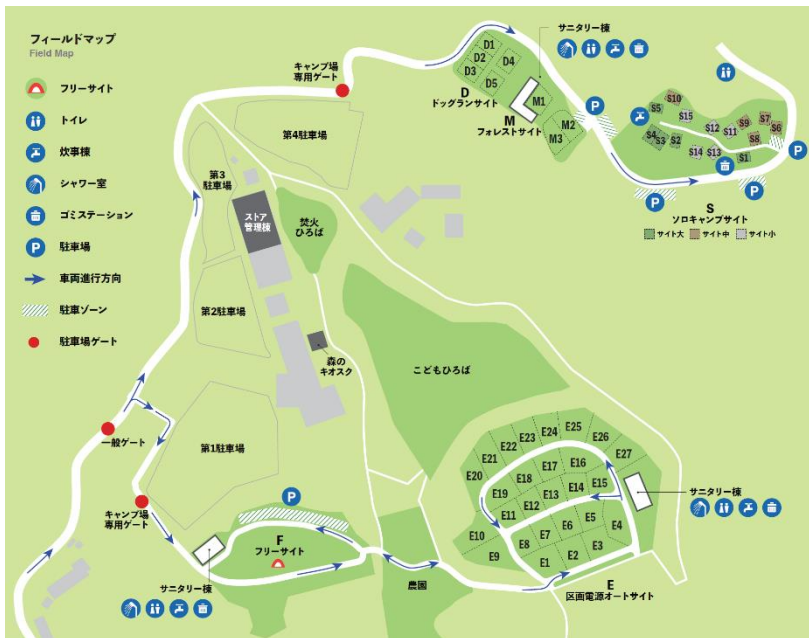 フィールドマップ
Field Map
フリーサイト
トイレ
炊事棟
シャワー室
ゴミステーション
P
駐車場
車両進行方向
駐車ゾーン
駐車場ゲート
キャンプ場
専用ゲート
第4駐車場
第3
駐車場
ストア
管理棟
焚火
ひろば
第2駐車場
森の
キオスク
こどもひろば
第1駐車場
一般ゲート
キャンプ場
専用ゲート
サニタリー棟
P
F
フリーサイト
農園
サニタリー棟
D1
D2
D3
D4
D5
D
ドッグランサイト
M1
M2
M3
M
フォレストサイト
P
S10
S5
S15
S4
S3
S2
S12
S11
S9
S7
S6
S8
S14
S13
S1
P
P
P
S
ソロキャンプサイト
サイト大
サイト中
サイト小
E25
E24
E23
E26
E22
E27
E21
E20
E19
E18
E17
E16
E15
E14
E13
E12
E11
E10
E9
E8
E7
E6
E5
E4
E3
E2
E1
E
区画電源オートサイト
サニタリー棟